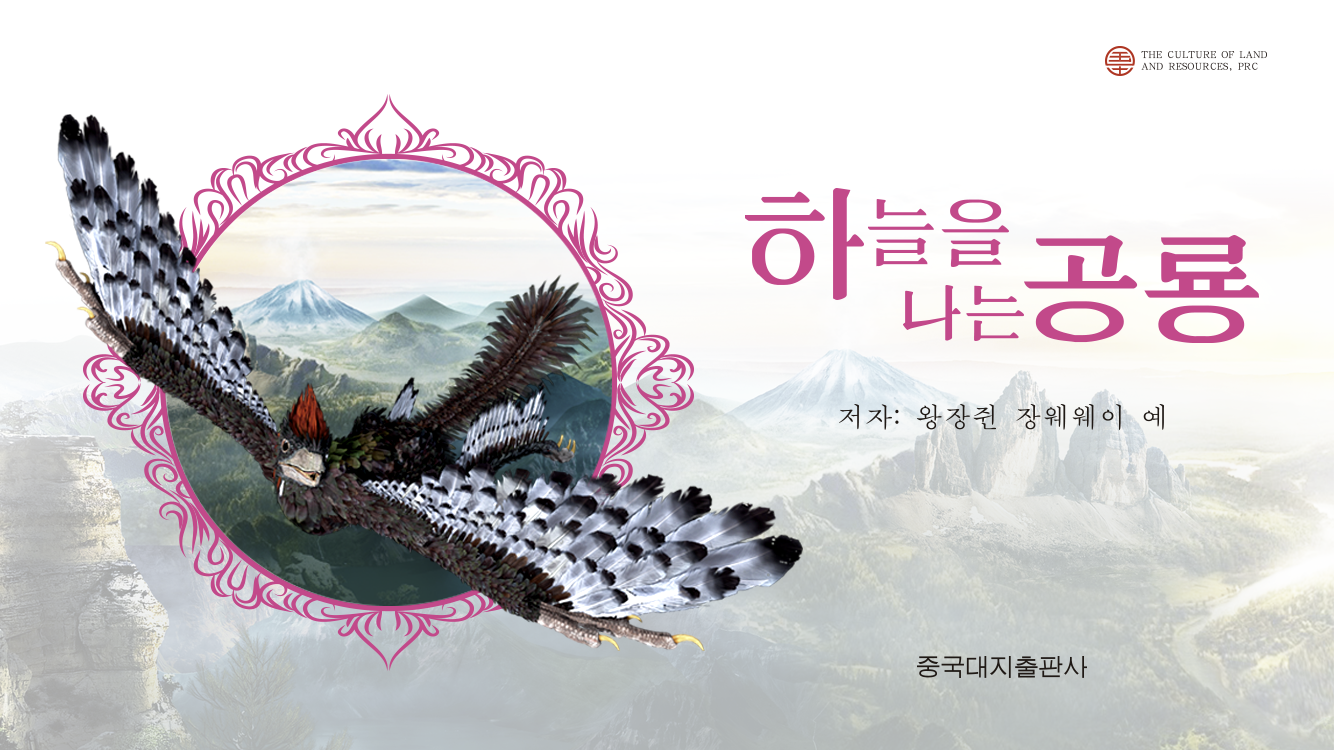 THE CULTURE OF LAND
AND RESOURCES, PRC
하늘을
나는공룡
저자: 왕장쥔 장웨웨이 예
중국대지출판사